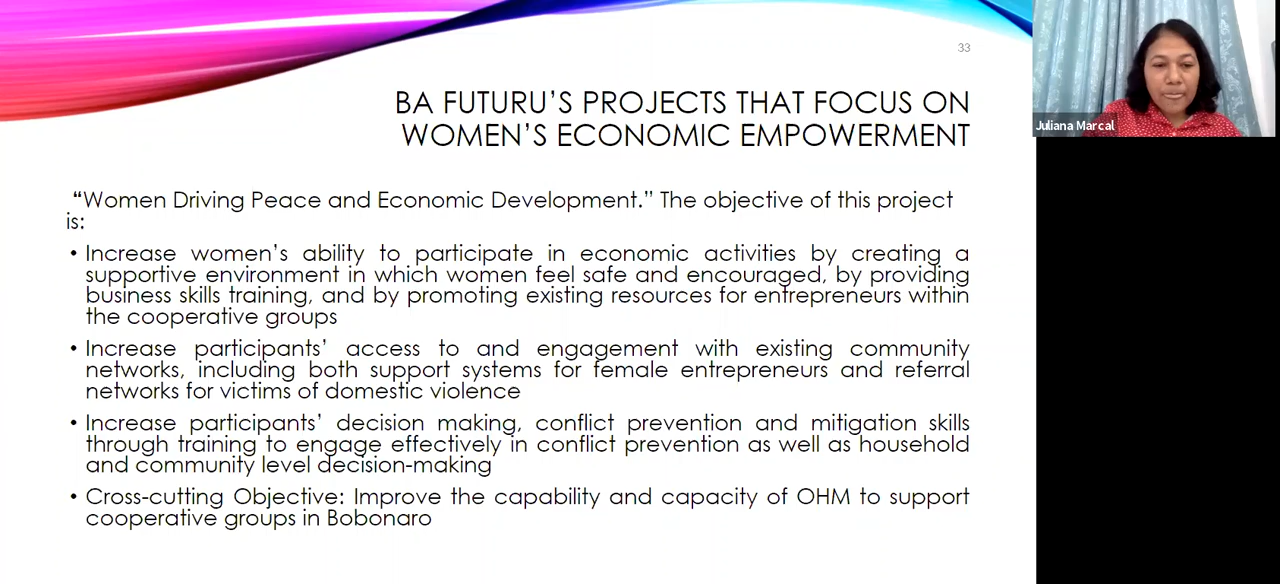 33
BA FUTURU’S PROJECTS THAT FOCUS ON
WOMEN’S ECONOMIC EMPOWERMENT
“Women Driving Peace and Economic Development.” The objective of this project
is:
• Increase women’s ability to participate in economic activities by creating a
supportive environment in which women feel safe and encouraged, by providing
business skills training, and by promoting existing resources for entrepreneurs within
the cooperative groups
• Increase participants’ access to and engagement with existing community
networks, including both support systems for female entrepreneurs and referral
networks for victims of domestic violence
• Increase participants’ decision making, conflict prevention and mitigation skills
through training to engage effectively in conflict prevention as well as household
and community level decision-making
• Cross-cutting Objective: Improve the capability and capacity of OHM to support
cooperative groups in Bobonaro
Juliana Marcal